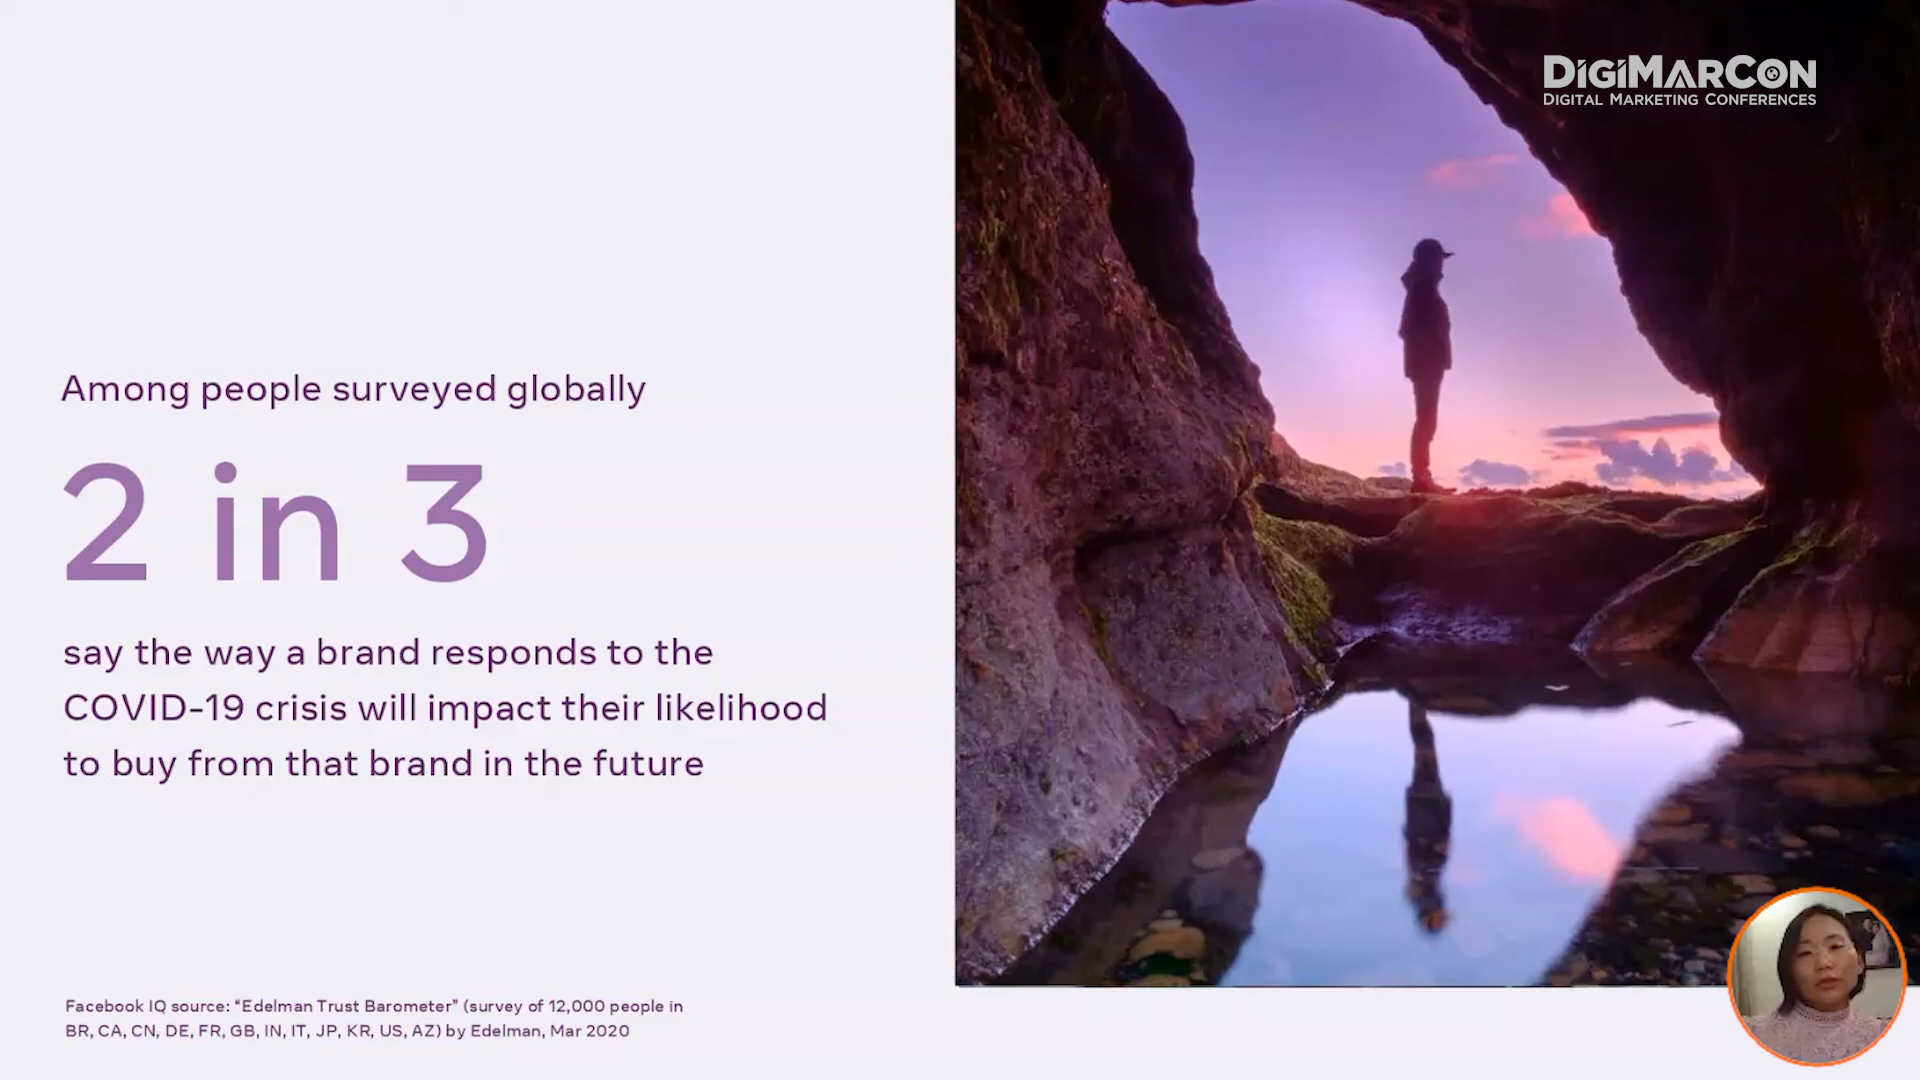 DIGIMARCON
DIGITAL MARKETING CONFERENCES
Among people surveyed globally
2 in 3
say the way a brand responds to the
COVID-19 crisis will impact their likelihood
to buy from that brand in the future
Facebook IQ source: “Edelman Trust Barometer” (survey of 12,000 people in
BR, CA, CN, DE, FR, GB, IN, IT, JP, KR, US, AZ) by Edelman, Mar 2020